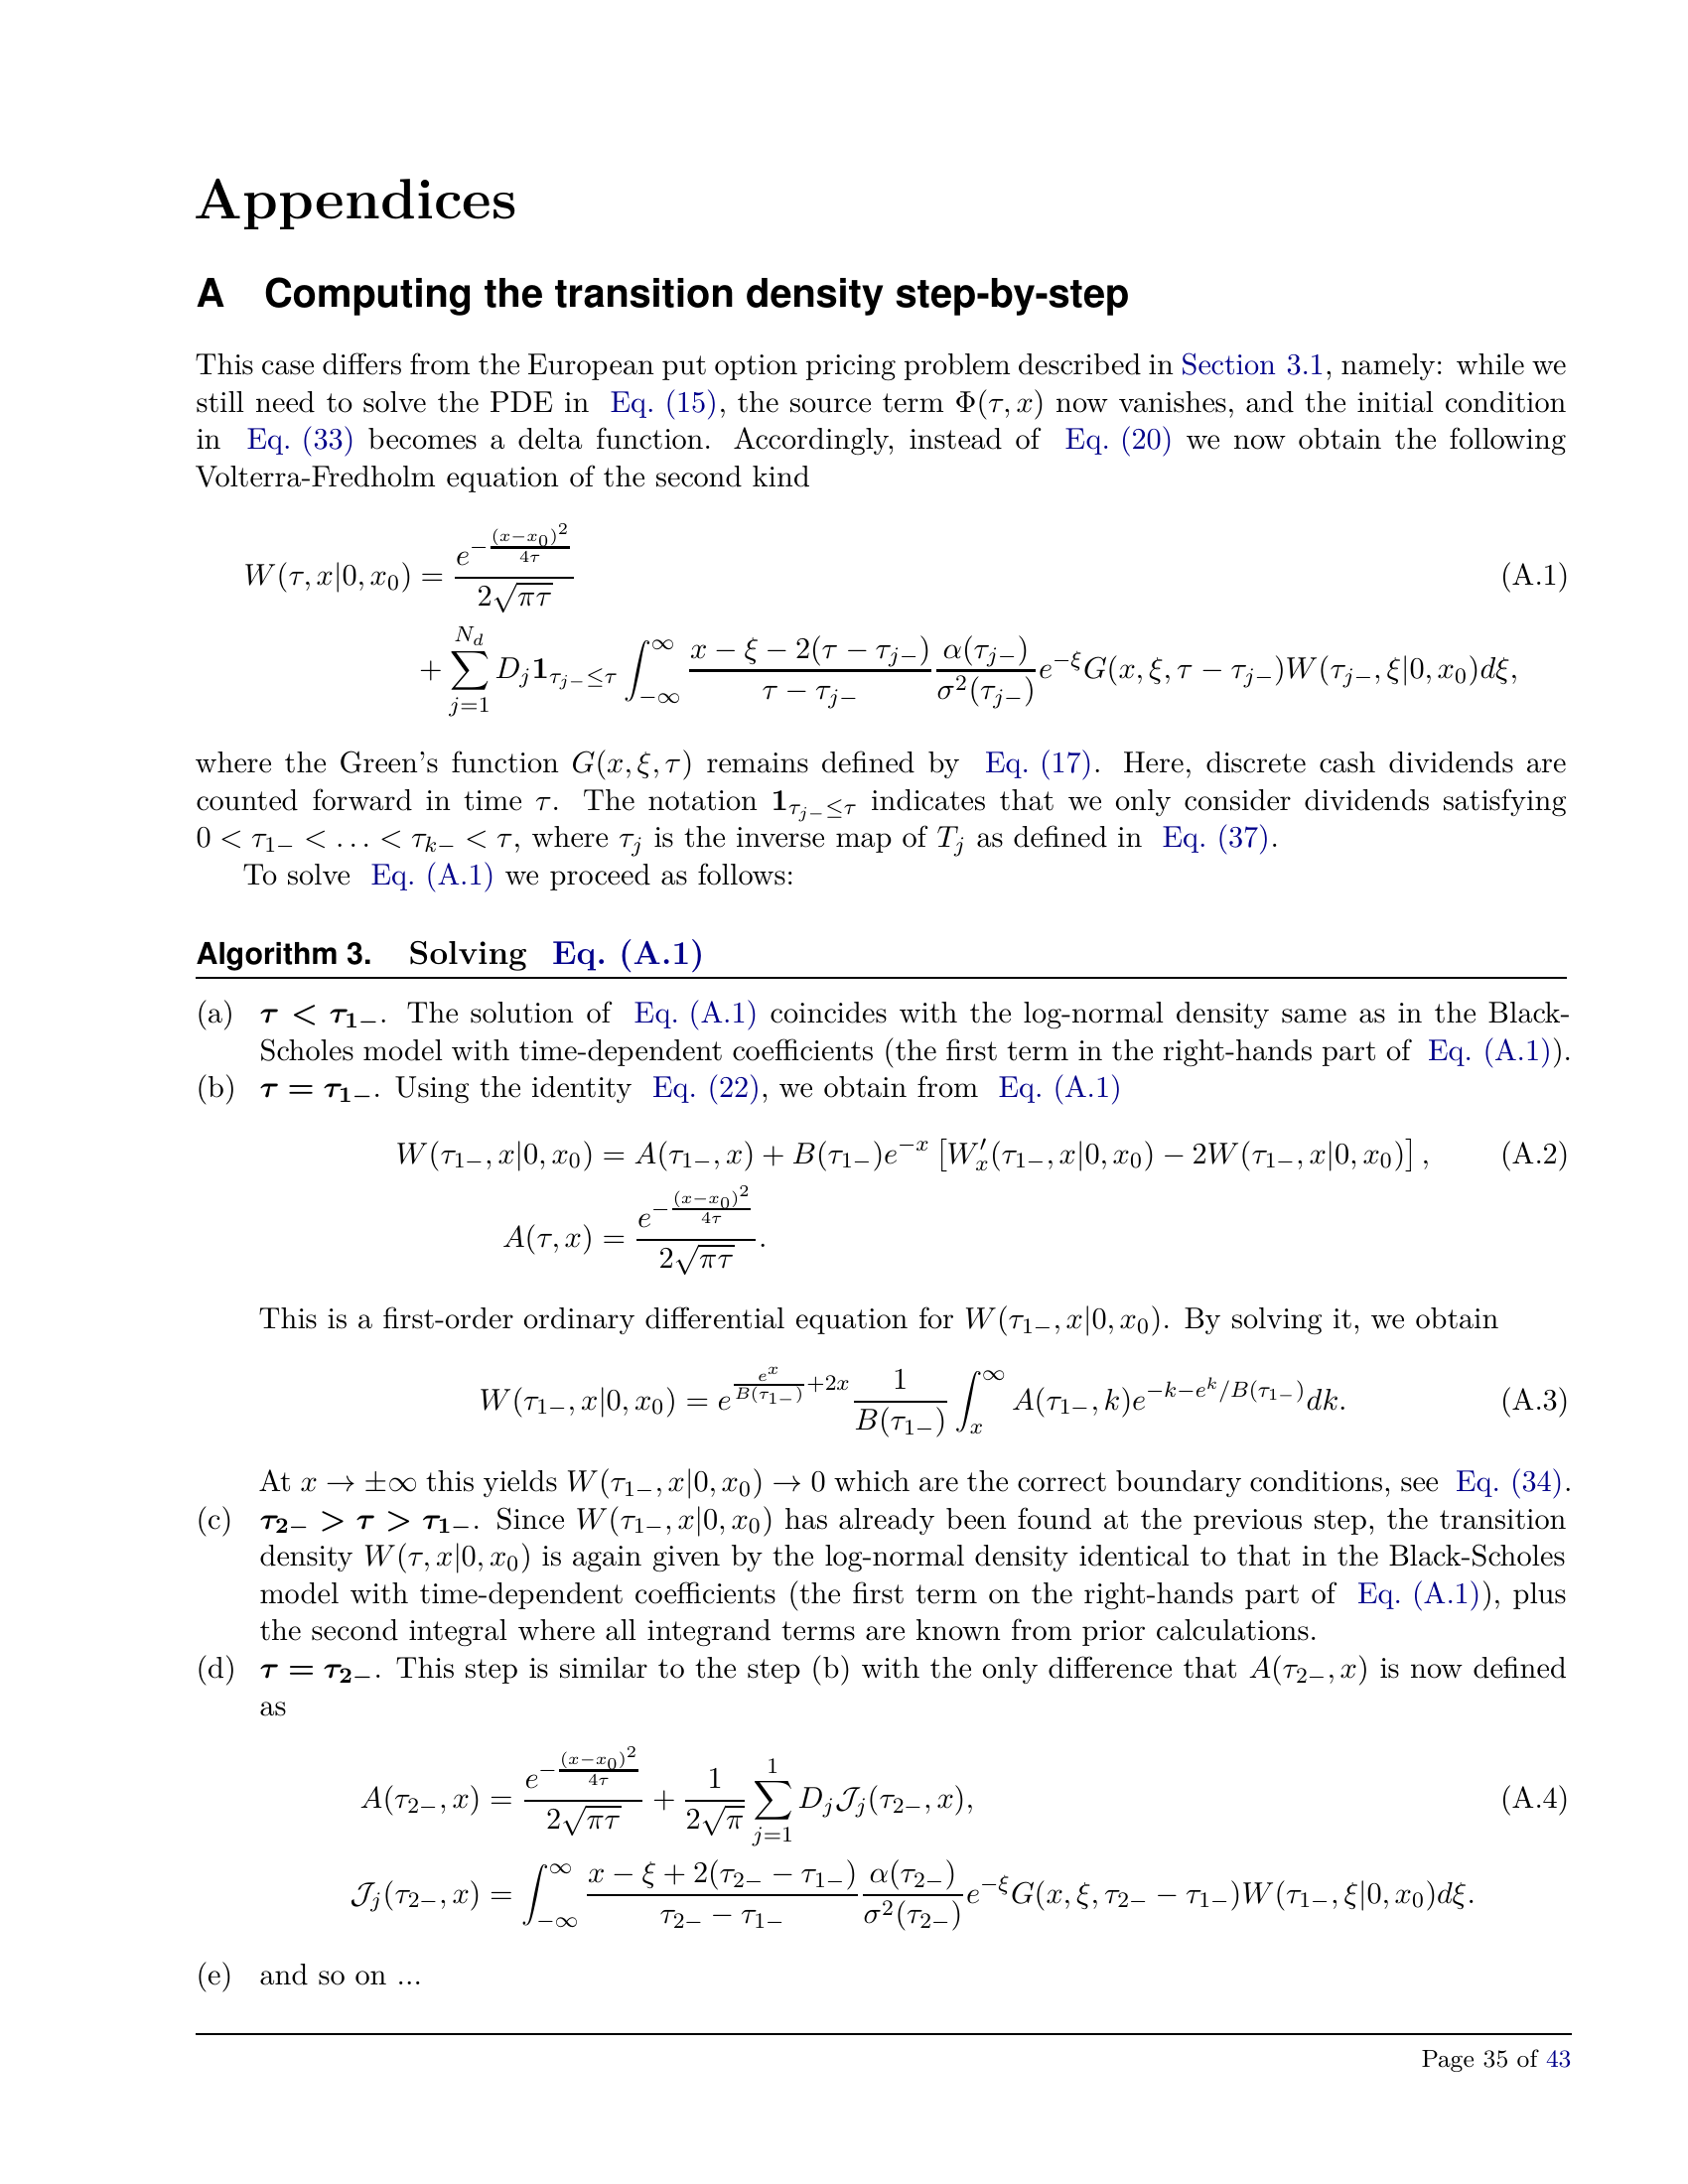 Appendices
A Computing the transition density step-by-step
This case differs from the European put option pricing problem described in Section 3.1, namely: while we
still need to solve the PDE in Eq. (15), the source term Φ(τ, x) now vanishes, and the initial condition
in Eq. (33) becomes a delta function. Accordingly, instead of Eq. (20) we now obtain the following
Volterra-Fredholm equation of the second kind
$W(\tau, x|0, x_0) = \frac{e^{-\frac{(x-x_0)^2}{4\tau}}}{2\sqrt{\pi\tau}}$ (A.1)
$+ \sum_{j=1}^{N_d} D_j \mathbf{1}_{\tau_{j-} \le \tau} \int_{-\infty}^{\infty} \frac{x - \xi - 2(\tau - \tau_{j-})}{\tau - \tau_{j-}} \frac{\alpha(\tau_{j-})}{\sigma^2(\tau_{j-})} e^{-\xi} G(x, \xi, \tau - \tau_{j-}) W(\tau_{j-}, \xi|0, x_0) d\xi,$
where the Green's function G(x, ξ, τ) remains defined by Eq. (17). Here, discrete cash dividends are
counted forward in time τ. The notation $\mathbf{1}_{\tau_{j-} \le \tau}$ indicates that we only consider dividends satisfying
$0 < \tau_{1-} < \ldots < \tau_{k-} < \tau$, where $\tau_j$ is the inverse map of $T_j$ as defined in Eq. (37).
To solve Eq. (A.1) we proceed as follows:
Algorithm 3. Solving Eq. (A.1)
(a) $\tau < \tau_{1-}$. The solution of Eq. (A.1) coincides with the log-normal density same as in the Black-
Scholes model with time-dependent coefficients (the first term in the right-hands part of Eq. (A.1)).
(b) $\tau = \tau_{1-}$. Using the identity Eq. (22), we obtain from Eq. (A.1)
$W(\tau_{1-}, x|0, x_0) = A(\tau_{1-}, x) + B(\tau_{1-}) e^{-x} \left[ W'_x(\tau_{1-}, x|0, x_0) - 2W(\tau_{1-}, x|0, x_0) \right],$ (A.2)
$A(\tau, x) = \frac{e^{-\frac{(x-x_0)^2}{4\tau}}}{2\sqrt{\pi\tau}}.$
This is a first-order ordinary differential equation for $W(\tau_{1-}, x|0, x_0)$. By solving it, we obtain
$W(\tau_{1-}, x|0, x_0) = e^{\frac{e^x}{B(\tau_{1-})} + 2x} \frac{1}{B(\tau_{1-})} \int_x^{\infty} A(\tau_{1-}, k) e^{-k - e^k/B(\tau_{1-})} dk.$ (A.3)
At $x \to \pm\infty$ this yields $W(\tau_{1-}, x|0, x_0) \to 0$ which are the correct boundary conditions, see Eq. (34).
(c) $\tau_{2-} > \tau > \tau_{1-}$. Since $W(\tau_{1-}, x|0, x_0)$ has already been found at the previous step, the transition
density $W(\tau, x|0, x_0)$ is again given by the log-normal density identical to that in the Black-Scholes
model with time-dependent coefficients (the first term on the right-hands part of Eq. (A.1)), plus
the second integral where all integrand terms are known from prior calculations.
(d) $\tau = \tau_{2-}$. This step is similar to the step (b) with the only difference that $A(\tau_{2-}, x)$ is now defined
as
$A(\tau_{2-}, x) = \frac{e^{-\frac{(x-x_0)^2}{4\tau}}}{2\sqrt{\pi\tau}} + \frac{1}{2\sqrt{\pi}} \sum_{j=1}^{1} D_j \mathcal{J}_j(\tau_{2-}, x),$ (A.4)
$\mathcal{J}_j(\tau_{2-}, x) = \int_{-\infty}^{\infty} \frac{x - \xi + 2(\tau_{2-} - \tau_{1-})}{\tau_{2-} - \tau_{1-}} \frac{\alpha(\tau_{2-})}{\sigma^2(\tau_{2-})} e^{-\xi} G(x, \xi, \tau_{2-} - \tau_{1-}) W(\tau_{1-}, \xi|0, x_0) d\xi.$
(e) and so on ...
Page 35 of 43